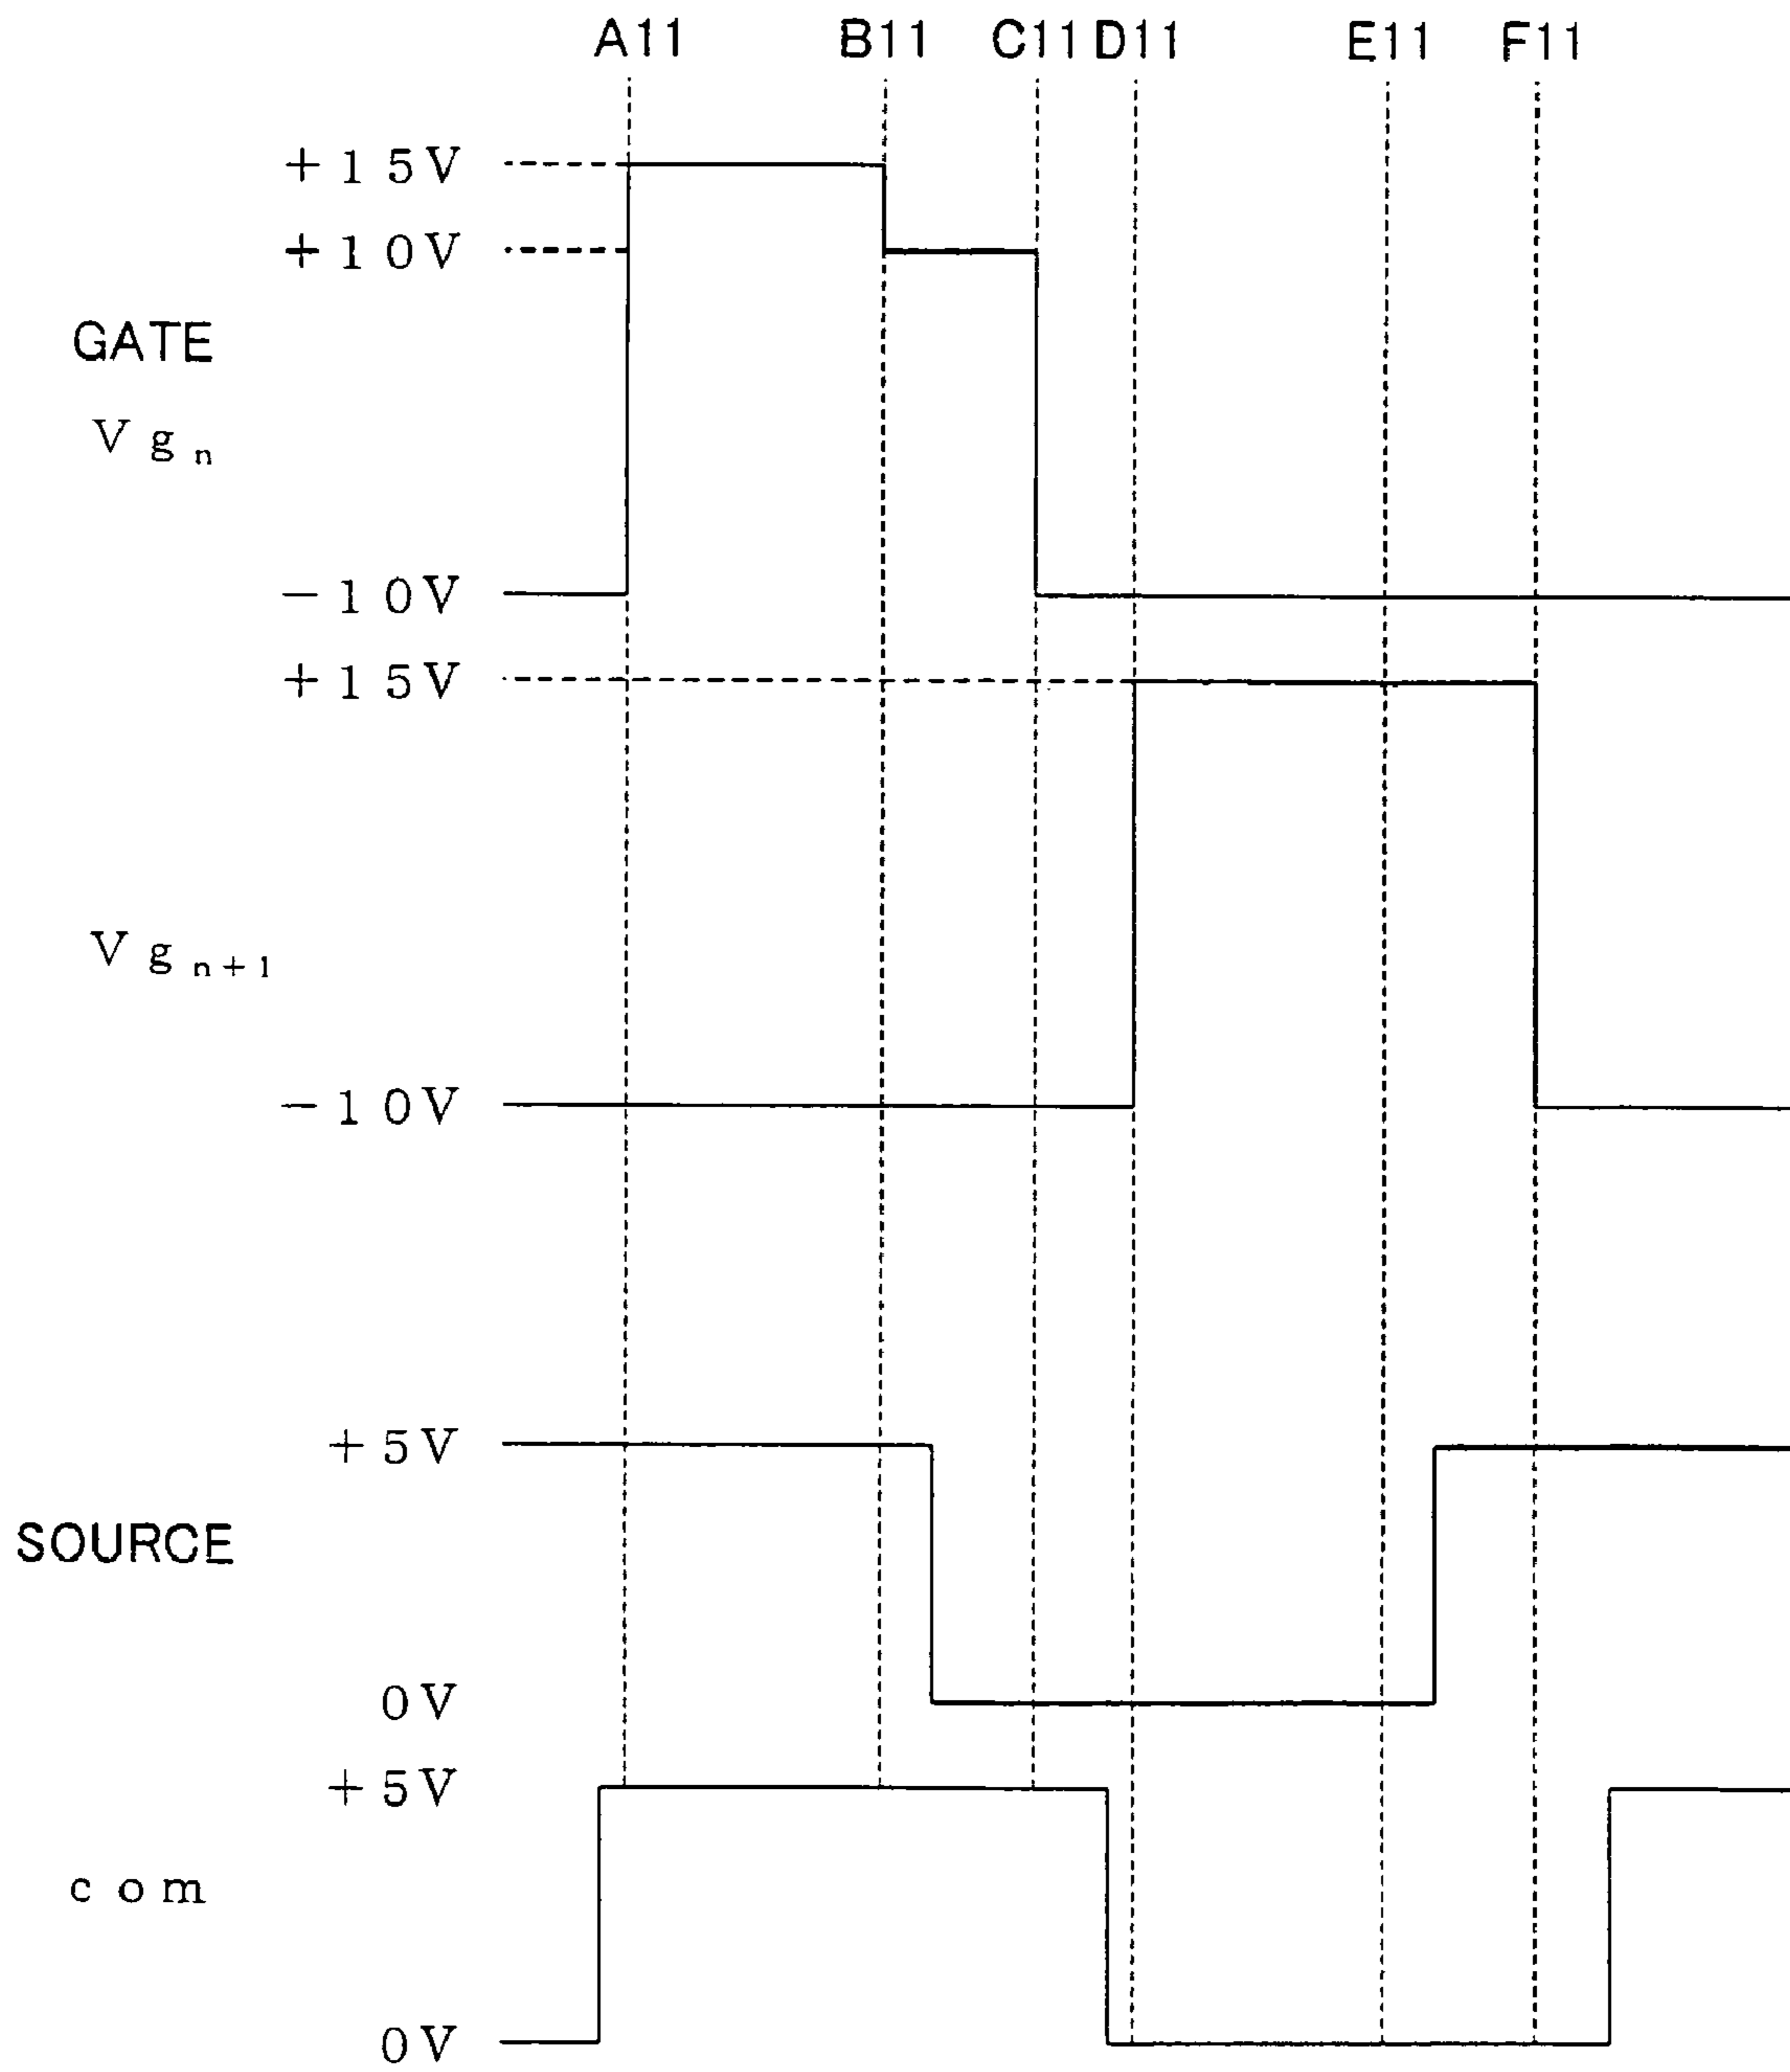 A11 B11 C11 D11 E11 F11
+15V
+10V
GATE
Vgn
−10V
+15V
Vgn+1
−10V
+5V
SOURCE
0V
+5V
com
0V